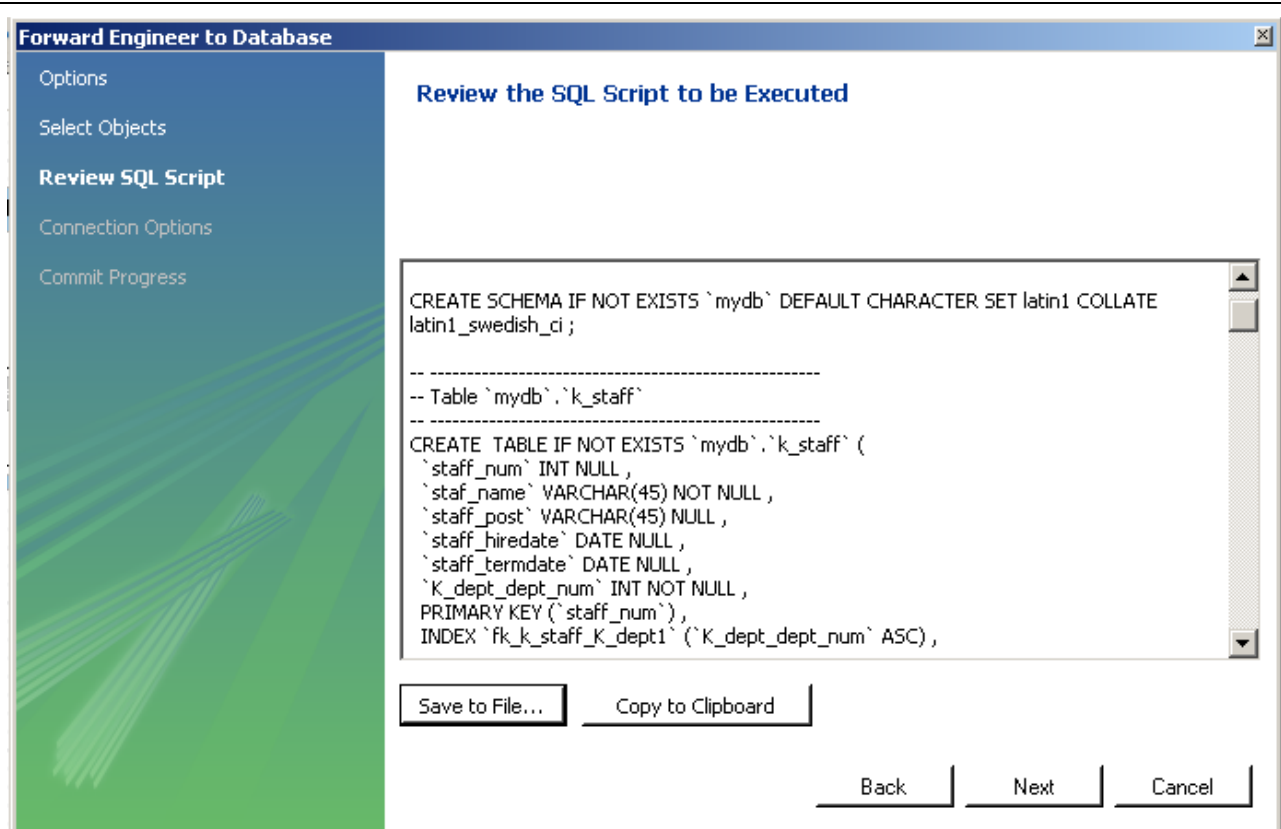 Forward Engineer to Database
Options
Select Objects
Review SQL Script
Connection Options
Commit Progress
Review the SQL Script to be Executed
CREATE SCHEMA IF NOT EXISTS `mydb` DEFAULT CHARACTER SET latin1 COLLATE
latin1_swedish_ci ;
-- -----------------------------------------------------
-- Table `mydb`.`k_staff`
-- -----------------------------------------------------
CREATE  TABLE IF NOT EXISTS `mydb`.`k_staff` (
`staff_num` INT NULL ,
`staf_name` VARCHAR(45) NOT NULL ,
`staff_post` VARCHAR(45) NULL ,
`staff_hiredate` DATE NULL ,
`staff_termdate` DATE NULL ,
`K_dept_dept_num` INT NOT NULL ,
PRIMARY KEY (`staff_num`) ,
INDEX `fk_k_staff_K_dept1` (`K_dept_dept_num` ASC) ,
Save to File... Copy to Clipboard
Back Next Cancel